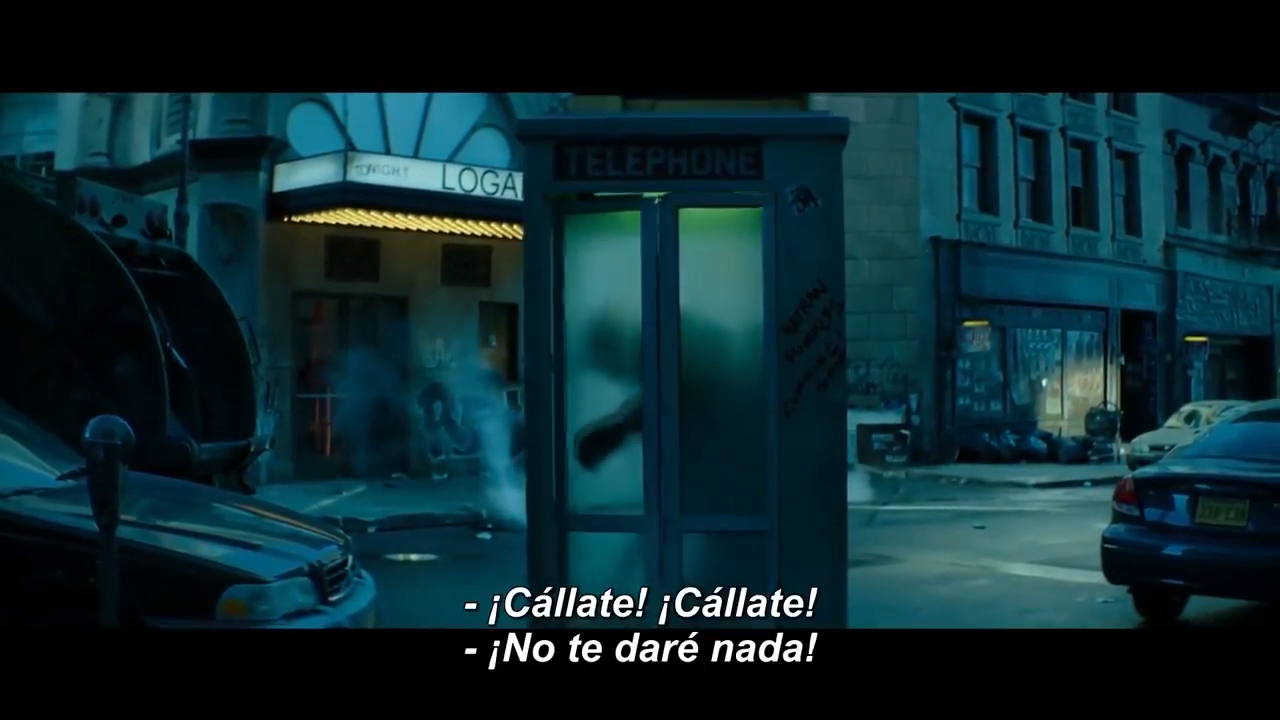 TONIGHT LOGA
TELEPHONE
- ¡Cállate! ¡Cállate!
- ¡No te daré nada!